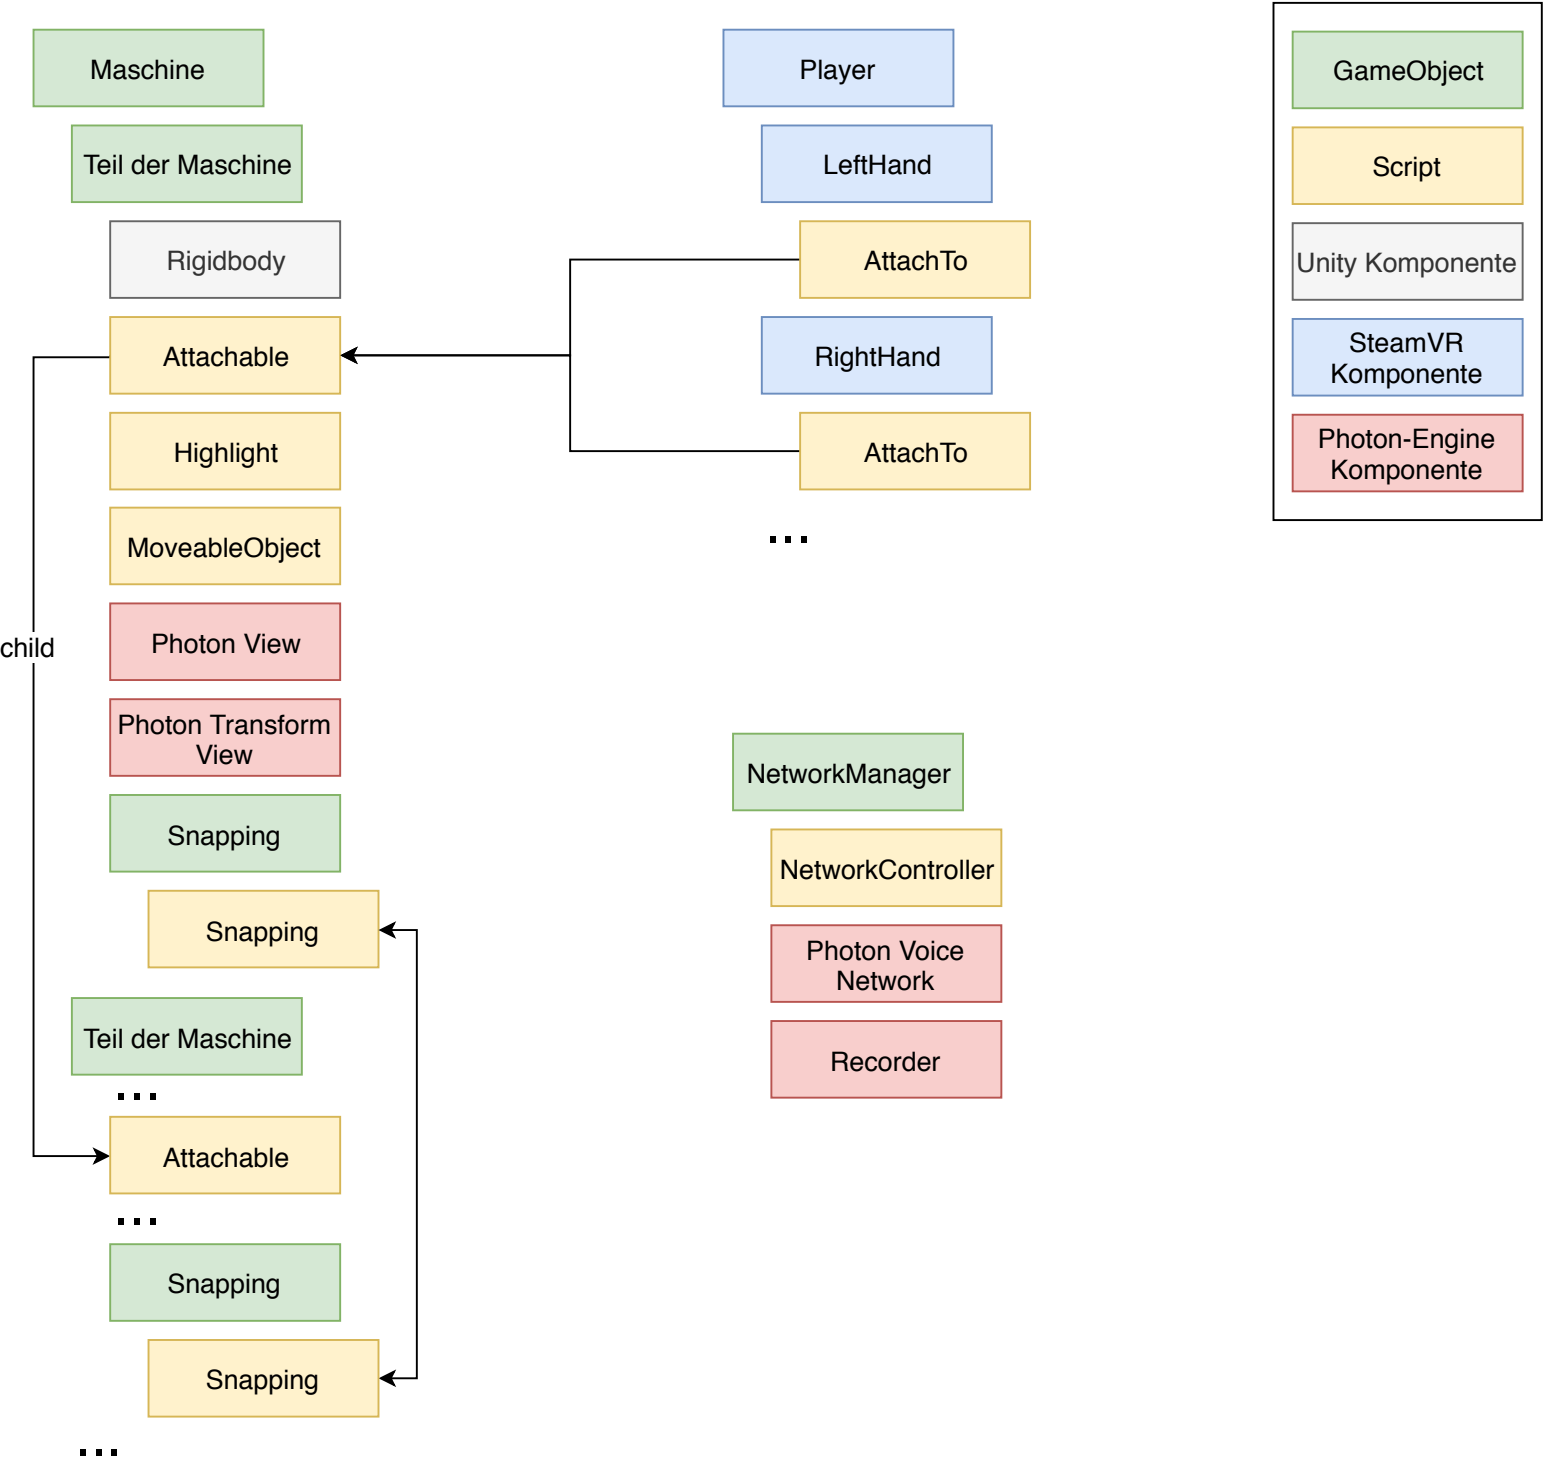 Maschine
Teil der Maschine
Rigidbody
Attachable
Highlight
MoveableObject
child
Photon View
Photon Transform
View
Snapping
Snapping
Teil der Maschine
...
Attachable
...
Snapping
Snapping
...
Player
LeftHand
AttachTo
RightHand
AttachTo
...
NetworkManager
NetworkController
Photon Voice
Network
Recorder
GameObject
Script
Unity Komponente
SteamVR
Komponente
Photon-Engine
Komponente